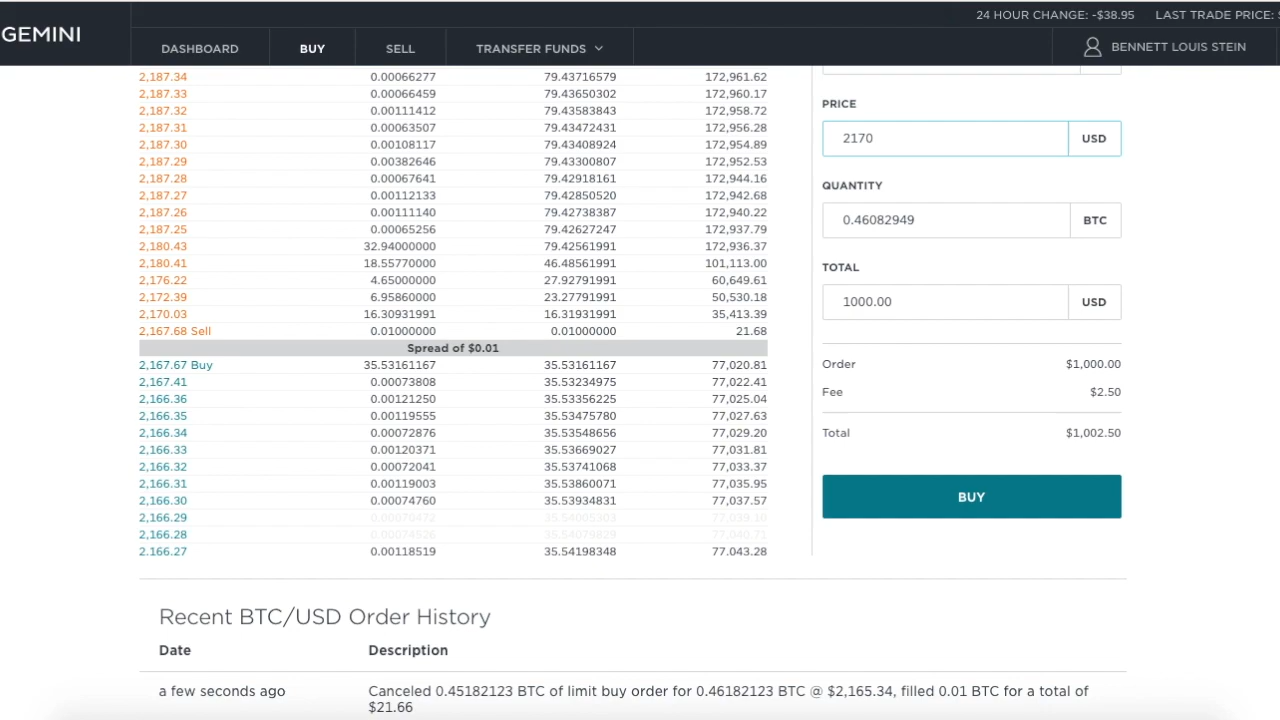 24 HOUR CHANGE: -$38.95 LAST TRADE PRICE:
GEMINI
DASHBOARD BUY SELL TRANSFER FUNDS BENNETT LOUIS STEIN
2,187.34 0.00066277 79.43716579 172,961.62
2,187.33 0.00066459 79.43650302 172,960.17
2,187.32 0.00111412 79.43583843 172,958.72
2,187.31 0.00063507 79.43472431 172,956.28
2,187.30 0.00108117 79.43408924 172,954.89
2,187.29 0.00382646 79.43300807 172,952.53
2,187.28 0.00067641 79.42918161 172,944.16
2,187.27 0.00112133 79.42850520 172,942.68
2,187.26 0.00111140 79.42738387 172,940.22
2,187.25 0.00065256 79.42627247 172,937.79
2,180.43 32.94000000 79.42561991 172,936.37
2,180.41 18.55770000 46.48561991 101,113.00
2,176.22 4.65000000 27.92791991 60,649.61
2,172.39 6.95860000 23.27791991 50,530.18
2,170.03 16.30931991 16.31931991 35,413.39
2,167.68 Sell 0.01000000 0.01000000 21.68
Spread of $0.01
2,167.67 Buy 35.53161167 35.53161167 77,020.81
2,167.41 0.00073808 35.53234975 77,022.41
2,166.36 0.00121250 35.53356225 77,025.04
2,166.35 0.00119555 35.53475780 77,027.63
2,166.34 0.00072876 35.53548656 77,029.20
2,166.33 0.00120371 35.53669027 77,031.81
2,166.32 0.00072041 35.53741068 77,033.37
2,166.31 0.00119003 35.53860071 77,035.95
2,166.30 0.00074760 35.53934831 77,037.57
2,166.29 35.54005303 77,039.10
2,166.28 77,040.71
2,166.27 0.00118519 35.54198348 77,043.28
PRICE
2170 USD
QUANTITY
0.46082949 BTC
TOTAL
1000.00 USD
Order $1,000.00
Fee $2.50
Total $1,002.50
BUY
Recent BTC/USD Order History
Date Description
a few seconds ago Canceled 0.45182123 BTC of limit buy order for 0.46182123 BTC @ $2,165.34, filled 0.01 BTC for a total of
$21.66